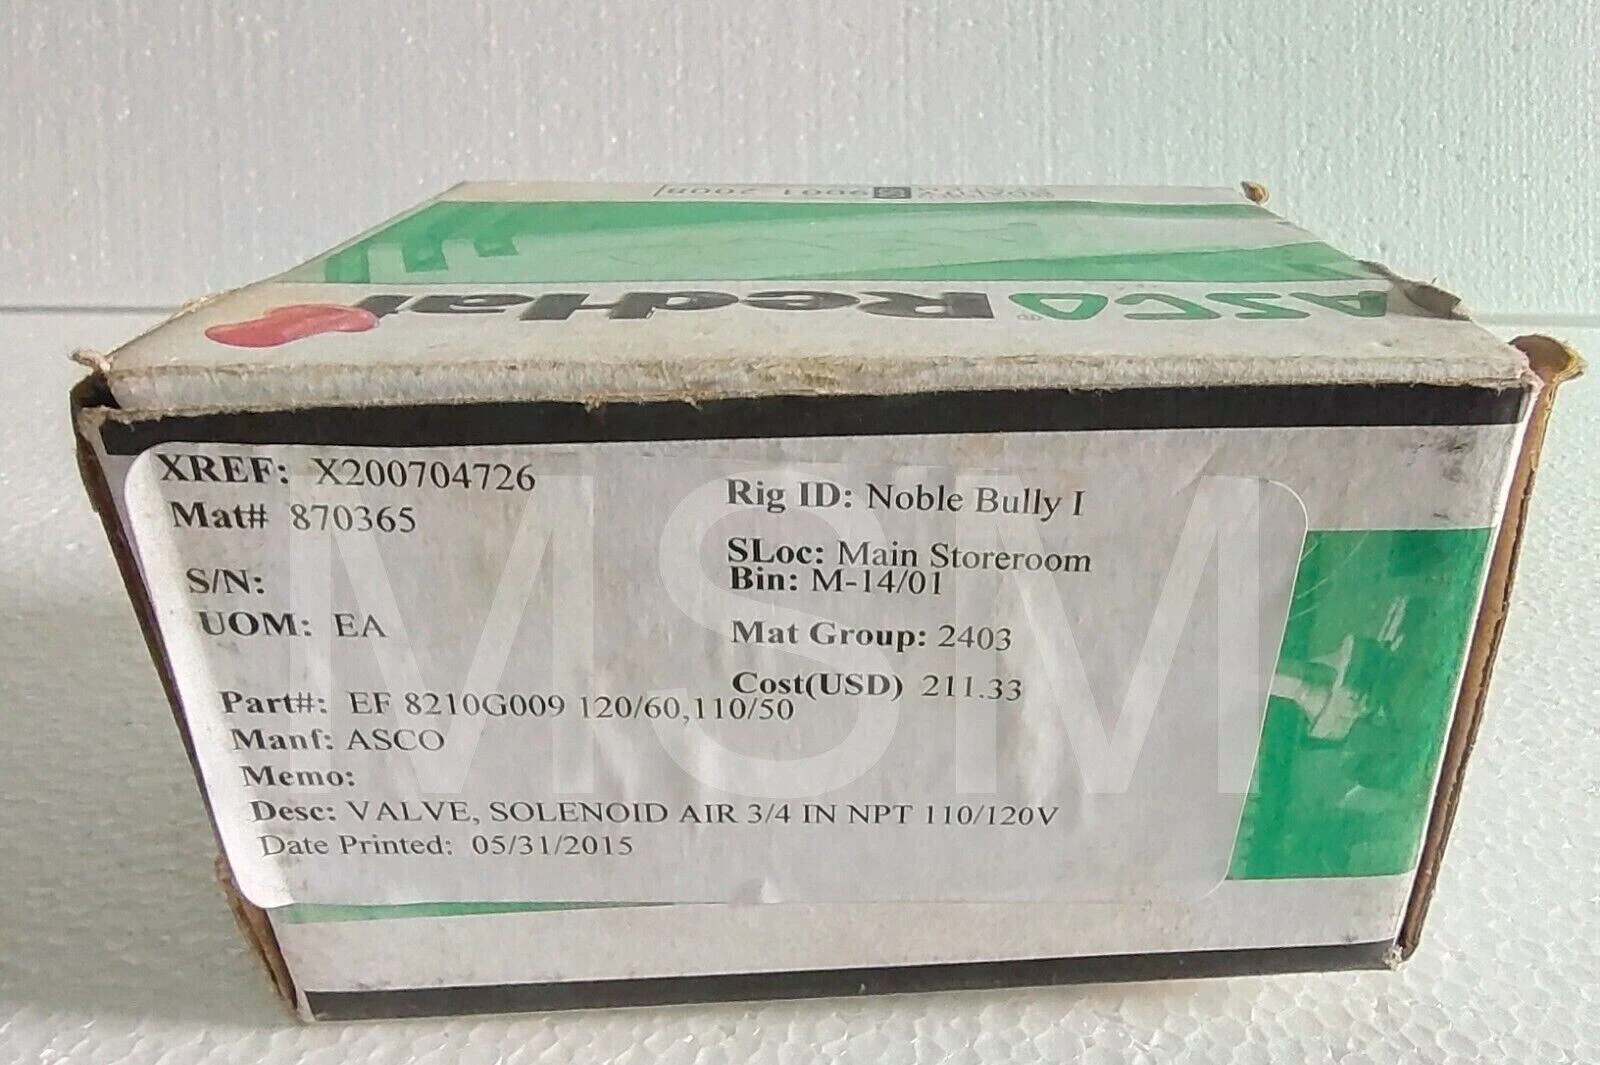 9001-2008
ASCO® RedHat
XREF: X200704726
Mat# 870365
S/N:
UOM: EA
Rig ID: Noble Bully I
SLoc: Main Storeroom
Bin: M-14/01
Mat Group: 2403
Cost(USD) 211.33
Part#: EF 8210G009 120/60,110/50
Manf: ASCO
Memo:
Desc: VALVE, SOLENOID AIR 3/4 IN NPT 110/120V
Date Printed: 05/31/2015
MSM